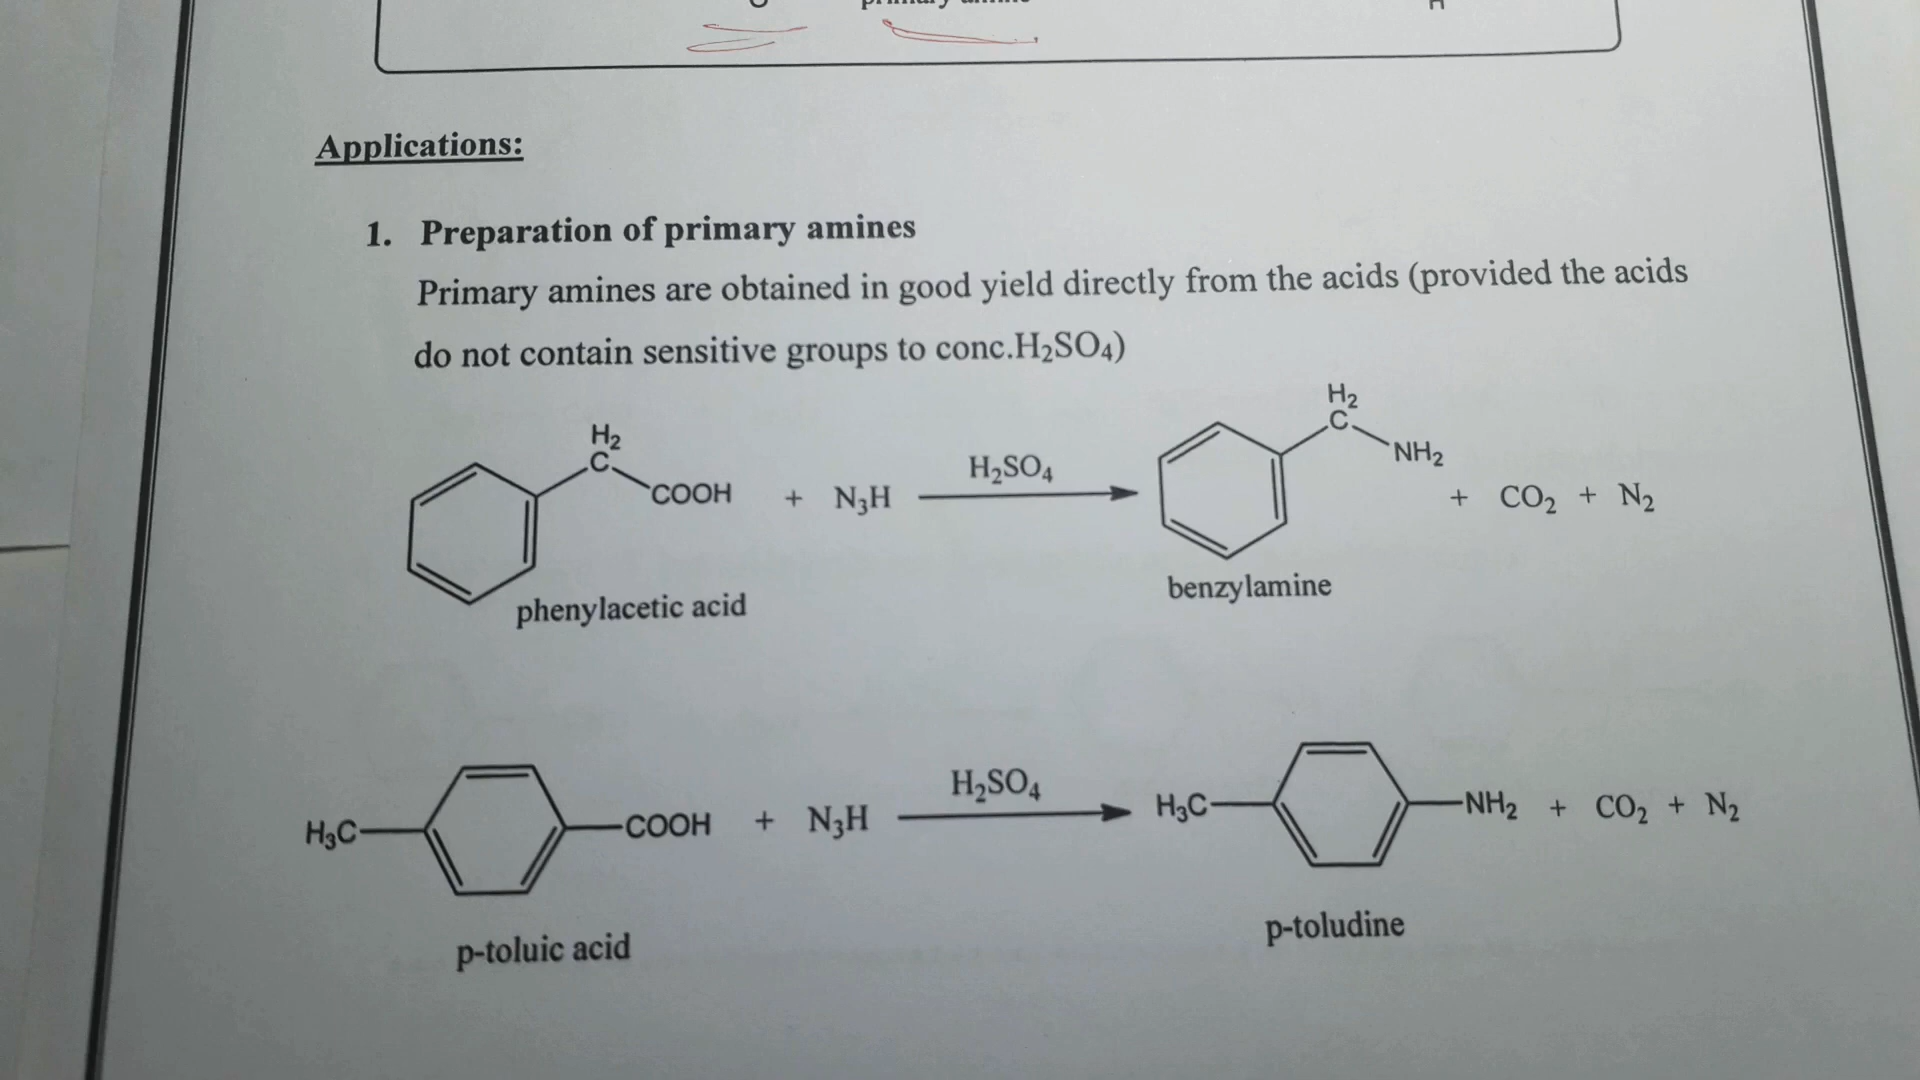 primary amine
H
Applications:
1. Preparation of primary amines
Primary amines are obtained in good yield directly from the acids (provided the acids
do not contain sensitive groups to conc.H₂SO₄)
H₂
C
COOH + N₃H H₂SO₄ H₂
C
NH₂ + CO₂ + N₂
phenylacetic acid benzylamine
H₃C COOH + N₃H H₂SO₄ H₃C NH₂ + CO₂ + N₂
p-toluic acid p-toludine